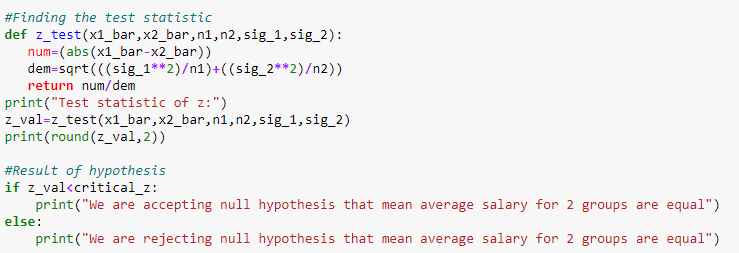 #Finding the test statistic
def z_test(x1_bar,x2_bar,n1,n2,sig_1,sig_2):
   num=(abs(x1_bar-x2_bar))
   dem=sqrt(((sig_1**2)/n1)+((sig_2**2)/n2))
   return num/dem
print("Test statistic of z:")
z_val=z_test(x1_bar,x2_bar,n1,n2,sig_1,sig_2)
print(round(z_val,2))
#Result of hypothesis
if z_val<critical_z:
    print("We are accepting null hypothesis that mean average salary for 2 groups are equal")
else:
    print("We are rejecting null hypothesis that mean average salary for 2 groups are equal")